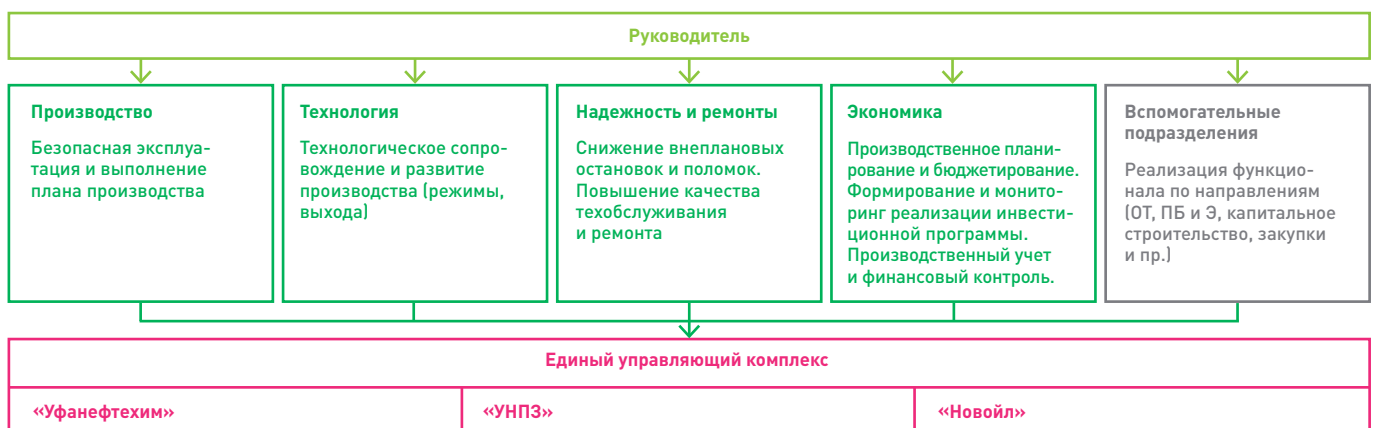 Руководитель
Производство
Безопасная эксплуа-
тация и выполнение
плана производства
Технология
Технологическое сопро-
вождение и развитие
производства (режимы,
выхода)
Надежность и ремонты
Снижение внеплановых
остановок и поломок.
Повышение качества
техобслуживания
и ремонта
Экономика
Производственное плани-
рование и бюджетирование.
Формирование и монито-
ринг реализации инвести-
ционной программы.
Производственный учет
и финансовый контроль.
Вспомогательные
подразделения
Реализация функцио-
нала по направлениям
(ОТ, ПБ и Э, капитальное
строительство, закупки
и пр.)
Единый управляющий комплекс
«Уфанефтехим»
«УНПЗ»
«Новойл»